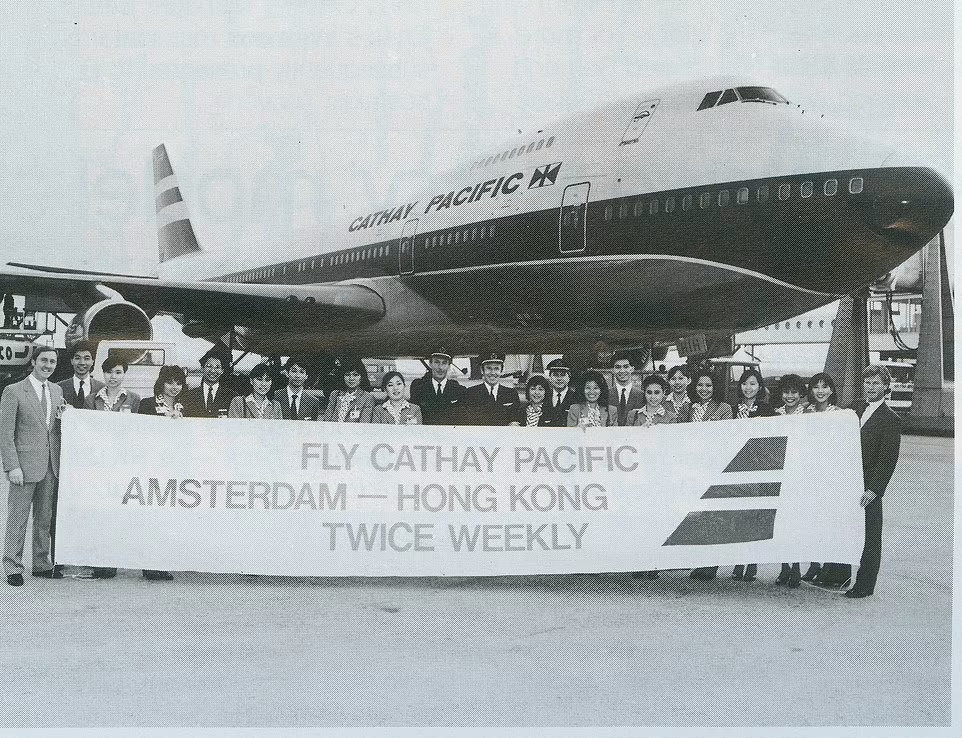 CATHAY PACIFIC
FLY CATHAY PACIFIC
AMSTERDAM — HONG KONG
TWICE WEEKLY